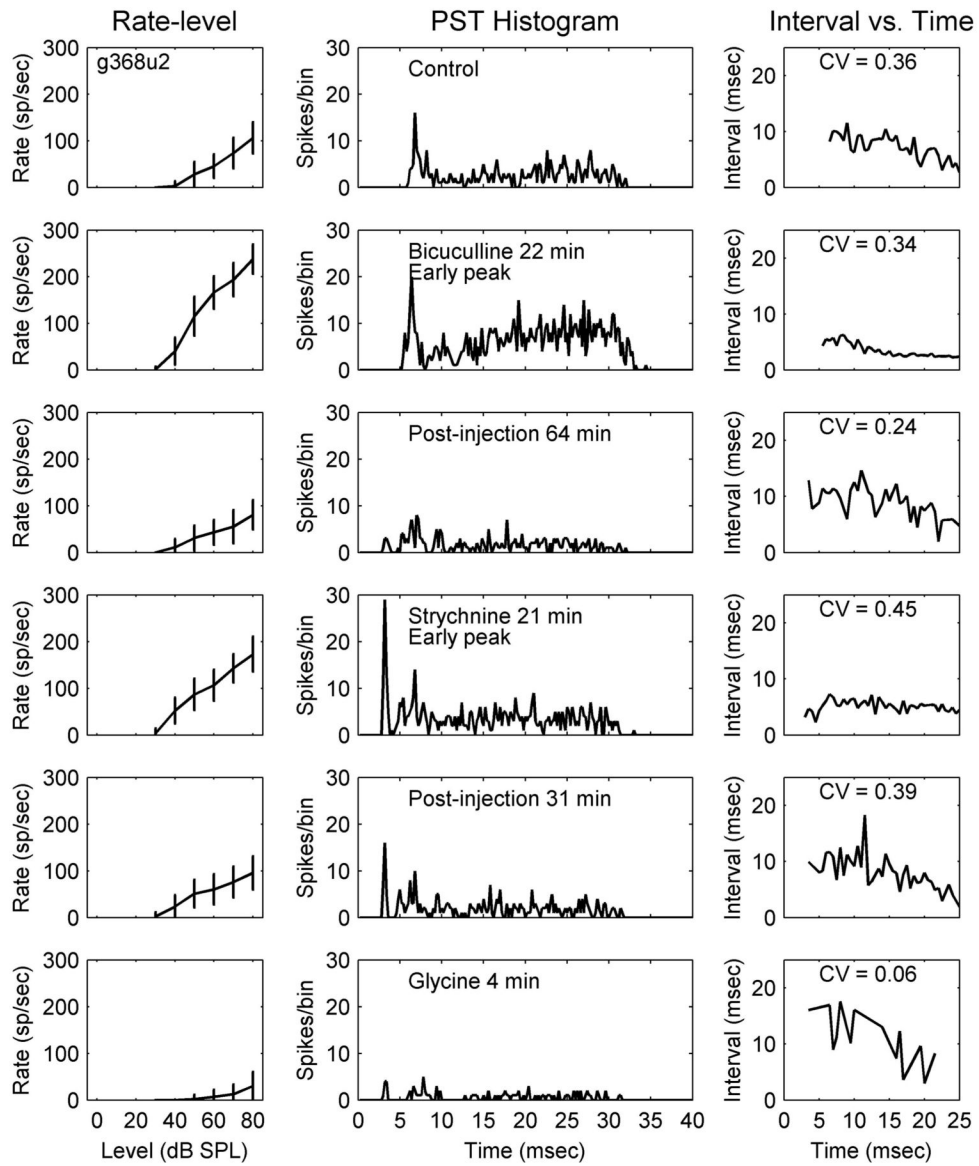 Rate-level PST Histogram Interval vs. Time
g368u2
Control
CV = 0.36
Rate (sp/sec)
300
200
100
0
Spikes/bin
30
20
10
0
Interval (msec)
20
10
0
Bicuculline 22 min
Early peak
CV = 0.34
Rate (sp/sec)
300
200
100
0
Spikes/bin
30
20
10
0
Interval (msec)
20
10
0
Post-injection 64 min
CV = 0.24
Rate (sp/sec)
300
200
100
0
Spikes/bin
30
20
10
0
Interval (msec)
20
10
0
Strychnine 21 min
Early peak
CV = 0.45
Rate (sp/sec)
300
200
100
0
Spikes/bin
30
20
10
0
Interval (msec)
20
10
0
Post-injection 31 min
CV = 0.39
Rate (sp/sec)
300
200
100
0
Spikes/bin
30
20
10
0
Interval (msec)
20
10
0
Glycine 4 min
CV = 0.06
Rate (sp/sec)
300
200
100
0
Spikes/bin
30
20
10
0
Interval (msec)
20
10
0
0 20 40 60 80
Level (dB SPL)
0 5 10 15 20 25 30 35 40
Time (msec)
5 10 15 20 25
Time (msec)